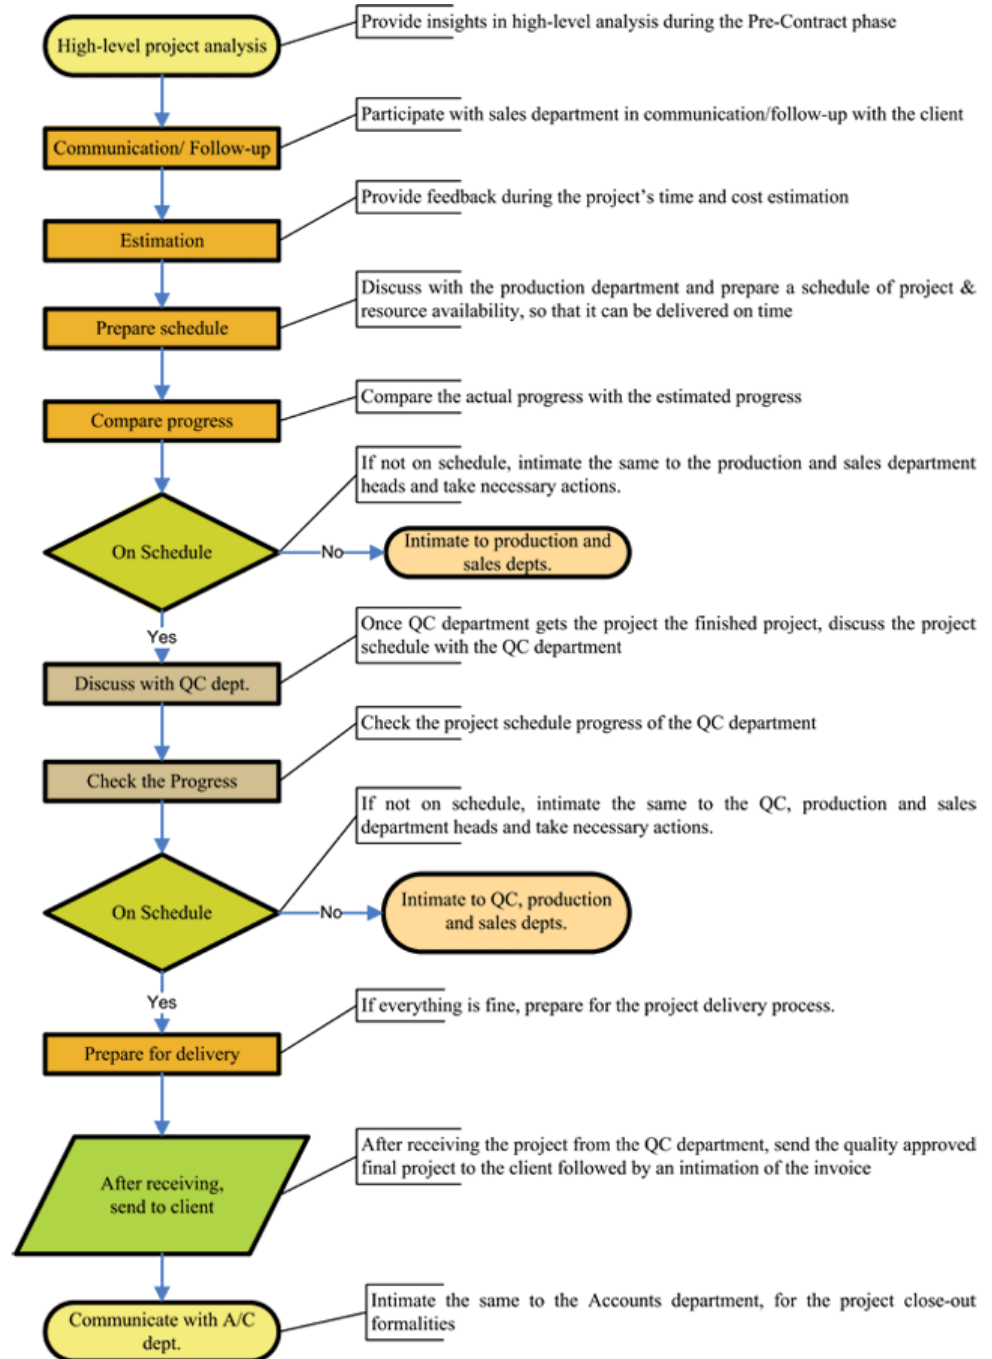 High-level project analysis
Provide insights in high-level analysis during the Pre-Contract phase
Communication/ Follow-up
Participate with sales department in communication/follow-up with the client
Estimation
Provide feedback during the project's time and cost estimation
Prepare schedule
Discuss with the production department and prepare a schedule of project &
resource availability, so that it can be delivered on time
Compare progress
Compare the actual progress with the estimated progress
On Schedule
If not on schedule, intimate the same to the production and sales department
heads and take necessary actions.
No
Intimate to production and
sales depts.
Yes
Discuss with QC dept.
Once QC department gets the project the finished project, discuss the project
schedule with the QC department
Check the Progress
Check the project schedule progress of the QC department
On Schedule
If not on schedule, intimate the same to the QC, production and sales
department heads and take necessary actions.
No
Intimate to QC, production
and sales depts.
Yes
Prepare for delivery
If everything is fine, prepare for the project delivery process.
After receiving,
send to client
After receiving the project from the QC department, send the quality approved
final project to the client followed by an intimation of the invoice
Communicate with A/C
dept.
Intimate the same to the Accounts department, for the project close-out
formalities